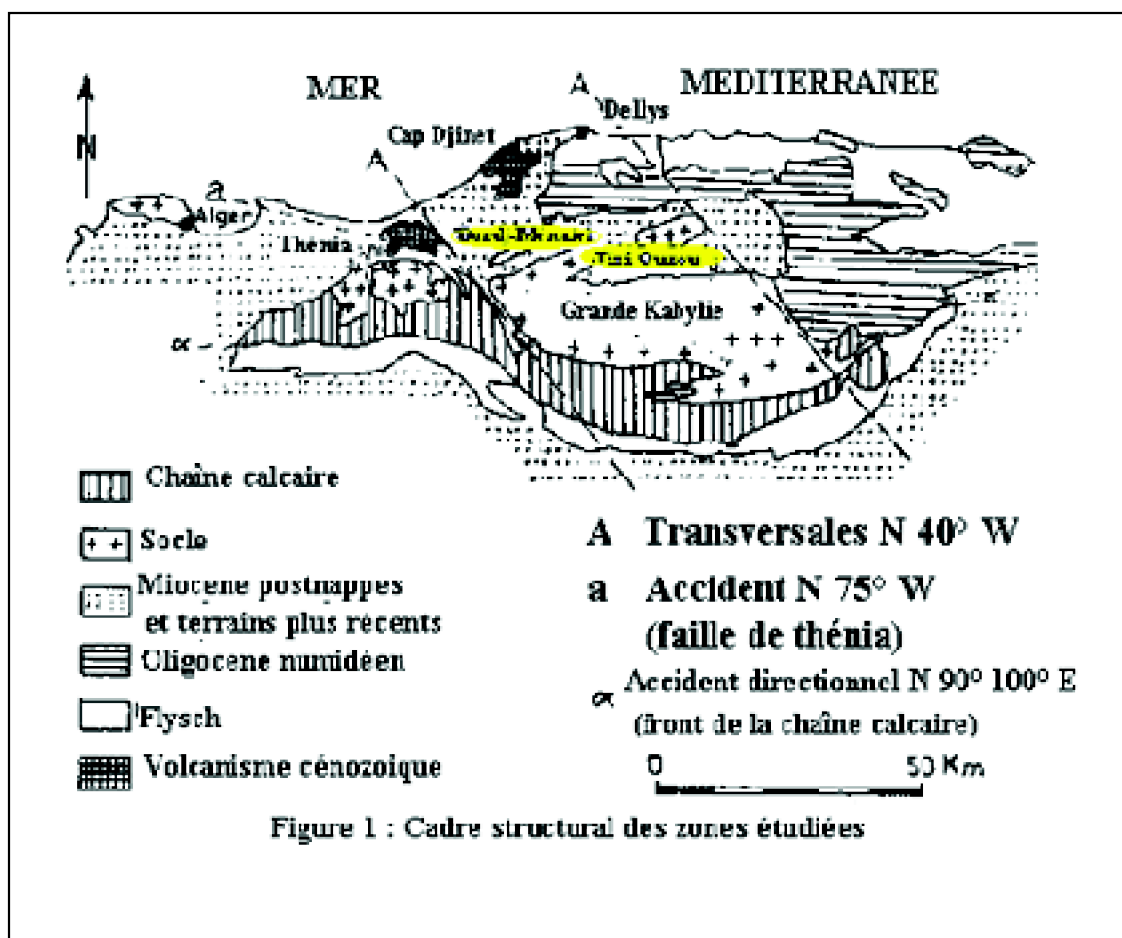 MER MEDITERRANEE
A
Dellys
Cap Djinet
A
N
a
Alger
Thénia
Tizi Ouzou
Grande Kabylie
α
α
Chaîne calcaire
Socle
Miocene postnappes
et terrains plus récents
Oligocene numidéen
Flysch
Volcanisme cénozoique
A Transversales N 40° W
a Accident N 75° W
(faille de thénia)
α Accident directionnel N 90° 100° E
(front de la chaîne calcaire)
0 50 Km
Figure 1 : Cadre structural des zones étudiées